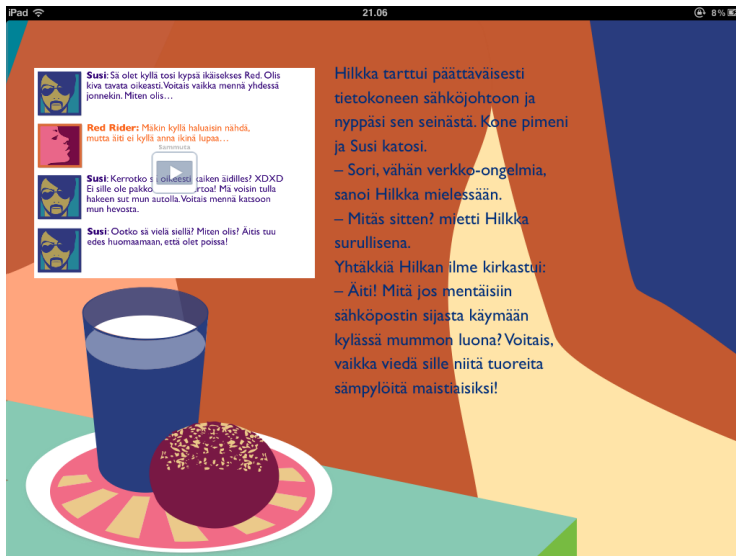 iPad
21.06
8%
Susi: Sä olet kyllä tosi kypsä ikäisekses Red. Olis
kiva tavata oikeasti. Voitais vaikka mennä yhdessä
jonnekin. Miten olis...
Red Rider: Mäkin kyllä haluaisin nähdä,
mutta äiti ei kyllä anna ikinä lupaa...
Sammuta
Susi: Kerrotko sä oikeesti kaiken äidilles? XDXD
Ei sille ole pakko kertoa! Mä voisin tulla
hakeen sut mun autolla. Voitais mennä katsoon
mun hevosta.
Susi: Ootko sä vielä siellä? Miten olis? Äitis tuu
edes huomaamaan, että olet poissa!
Hilkka tarttui päättäväisesti
tietokoneen sähköjohtoon ja
nyppäsi sen seinästä. Kone pimeni
ja Susi katosi.
– Sori, vähän verkko-ongelmia,
sanoi Hilkka mielessään.
– Mitäs sitten? mietti Hilkka
surullisena.
Yhtäkkiä Hilkan ilme kirkastui:
– Äiti! Mitä jos mentäisiin
sähköpostin sijasta käymään
kylässä mummon luona? Voitais,
vaikka viedä sille niitä tuoreita
sämpylöitä maistiaisiksi!